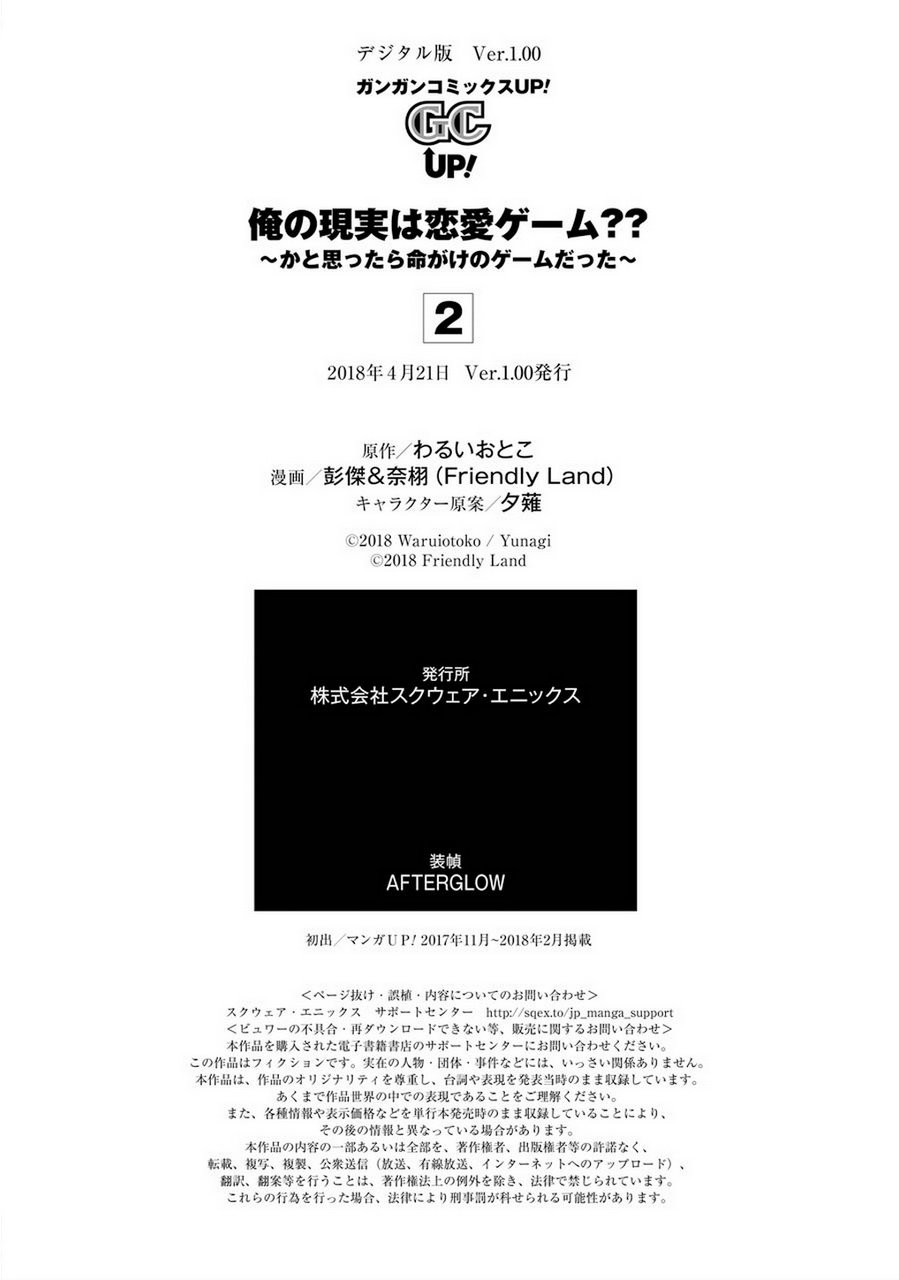 デジタル版　Ver.1.00
ガンガンコミックスUP!
GC
UP!
俺の現実は恋愛ゲーム??
～かと思ったら命がけのゲームだった～
2
2018年4月21日　Ver.1.00発行
原作／わるいおとこ
漫画／彭傑&奈栩（Friendly Land）
キャラクター原案／夕薙
©2018 Waruiotoko / Yunagi
©2018 Friendly Land
発行所
株式会社スクウェア・エニックス
装幀
AFTERGLOW
初出／マンガUP! 2017年11月~2018年2月掲載
＜ページ抜け・誤植・内容についてのお問い合わせ＞
スクウェア・エニックス　サポートセンター　http://sqex.to/jp_manga_support
＜ビュワーの不具合・再ダウンロードできない等、販売に関するお問い合わせ＞
本作品を購入された電子書籍書店のサポートセンターにお問い合わせください。
この作品はフィクションです。実在の人物・団体・事件などには、いっさい関係ありません。
本作品は、作品のオリジナリティを尊重し、台詞や表現を発表当時のまま収録しています。
あくまで作品世界の中での表現であることをご理解ください。
また、各種情報や表示価格などを単行本発売時のまま収録していることにより、
その後の情報と異なっている場合があります。
本作品の内容の一部あるいは全部を、著作権者、出版権者等の許諾なく、
転載、複写、複製、公衆送信（放送、有線放送、インターネットへのアップロード）、
翻訳、翻案等を行うことは、著作権法上の例外を除き、法律で禁じられています。
これらの行為を行った場合、法律により刑事罰が科せられる可能性があります。